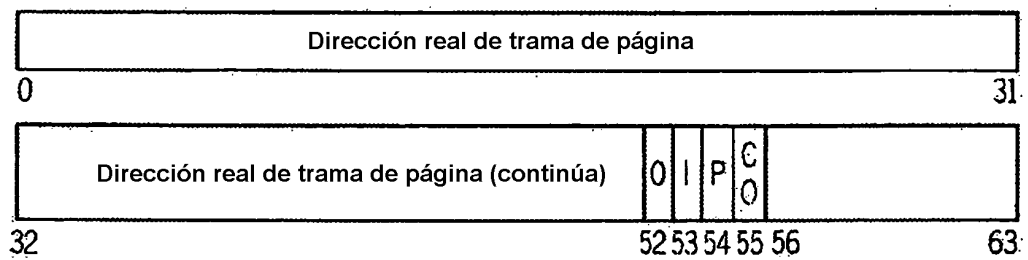 Dirección real de trama de página
0 31
Dirección real de trama de página (continúa) 0 I P CO
32 52 53 54 55 56 63